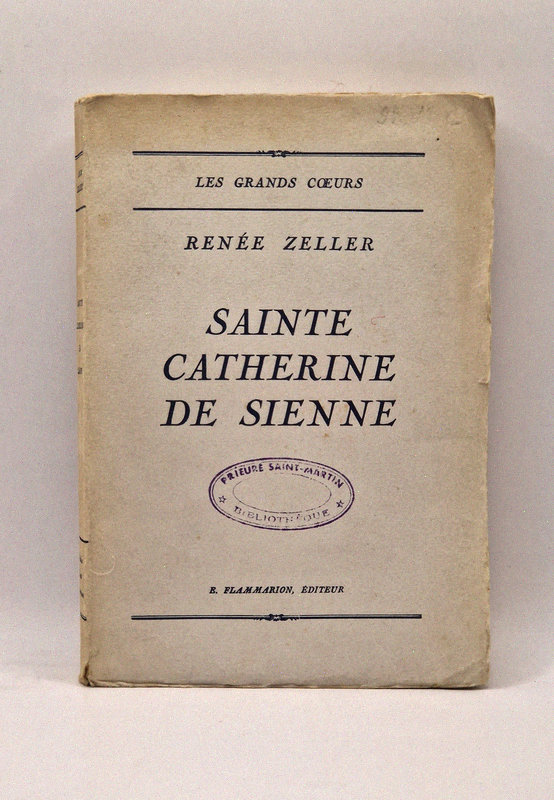 LES GRANDS CŒURS
RENÉE ZELLER
SAINTE
CATHERINE
DE SIENNE
PRIEURÉ SAINT-MARTIN
☆ BIBLIOTHÈQUE ☆
E. FLAMMARION, ÉDITEUR